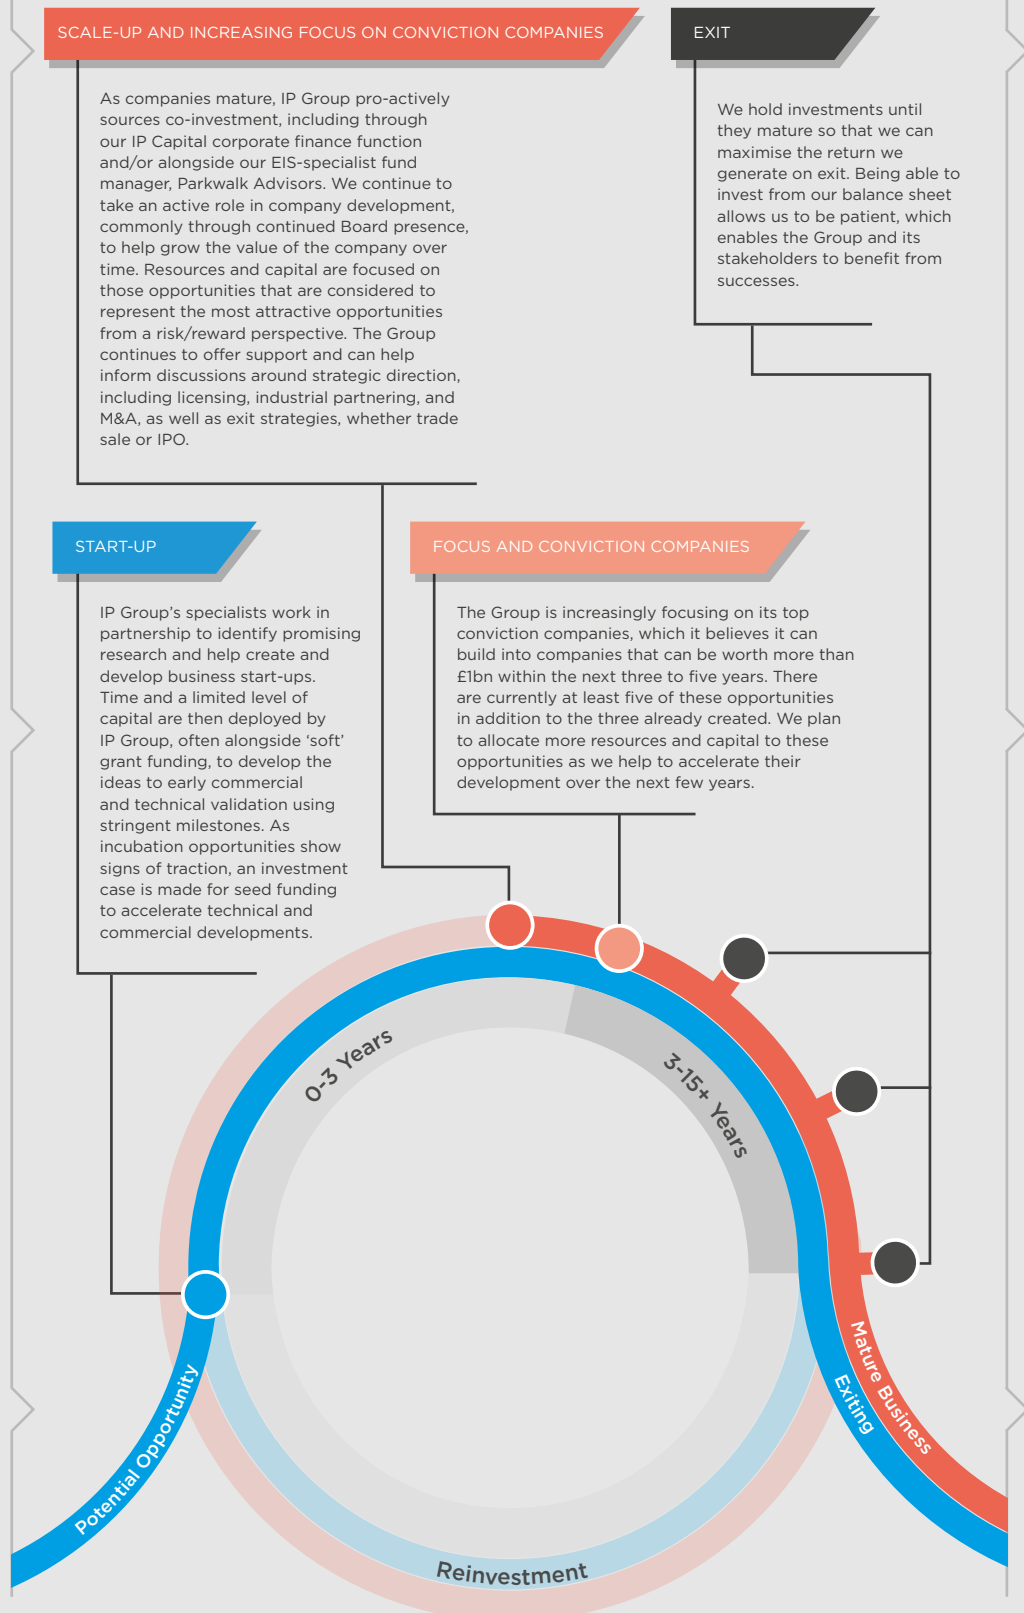 SCALE-UP AND INCREASING FOCUS ON CONVICTION COMPANIES
As companies mature, IP Group pro-actively
sources co-investment, including through
our IP Capital corporate finance function
and/or alongside our EIS-specialist fund
manager, Parkwalk Advisors. We continue to
take an active role in company development,
commonly through continued Board presence,
to help grow the value of the company over
time. Resources and capital are focused on
those opportunities that are considered to
represent the most attractive opportunities
from a risk/reward perspective. The Group
continues to offer support and can help
inform discussions around strategic direction,
including licensing, industrial partnering, and
M&A, as well as exit strategies, whether trade
sale or IPO.
EXIT
We hold investments until
they mature so that we can
maximise the return we
generate on exit. Being able to
invest from our balance sheet
allows us to be patient, which
enables the Group and its
stakeholders to benefit from
successes.
START-UP
IP Group's specialists work in
partnership to identify promising
research and help create and
develop business start-ups.
Time and a limited level of
capital are then deployed by
IP Group, often alongside ‘soft’
grant funding, to develop the
ideas to early commercial
and technical validation using
stringent milestones. As
incubation opportunities show
signs of traction, an investment
case is made for seed funding
to accelerate technical and
commercial developments.
FOCUS AND CONVICTION COMPANIES
The Group is increasingly focusing on its top
conviction companies, which it believes it can
build into companies that can be worth more than
£1bn within the next three to five years. There
are currently at least five of these opportunities
in addition to the three already created. We plan
to allocate more resources and capital to these
opportunities as we help to accelerate their
development over the next few years.
0-3 Years
3-15+ Years
Potential Opportunity
Exiting
Mature Business
Reinvestment